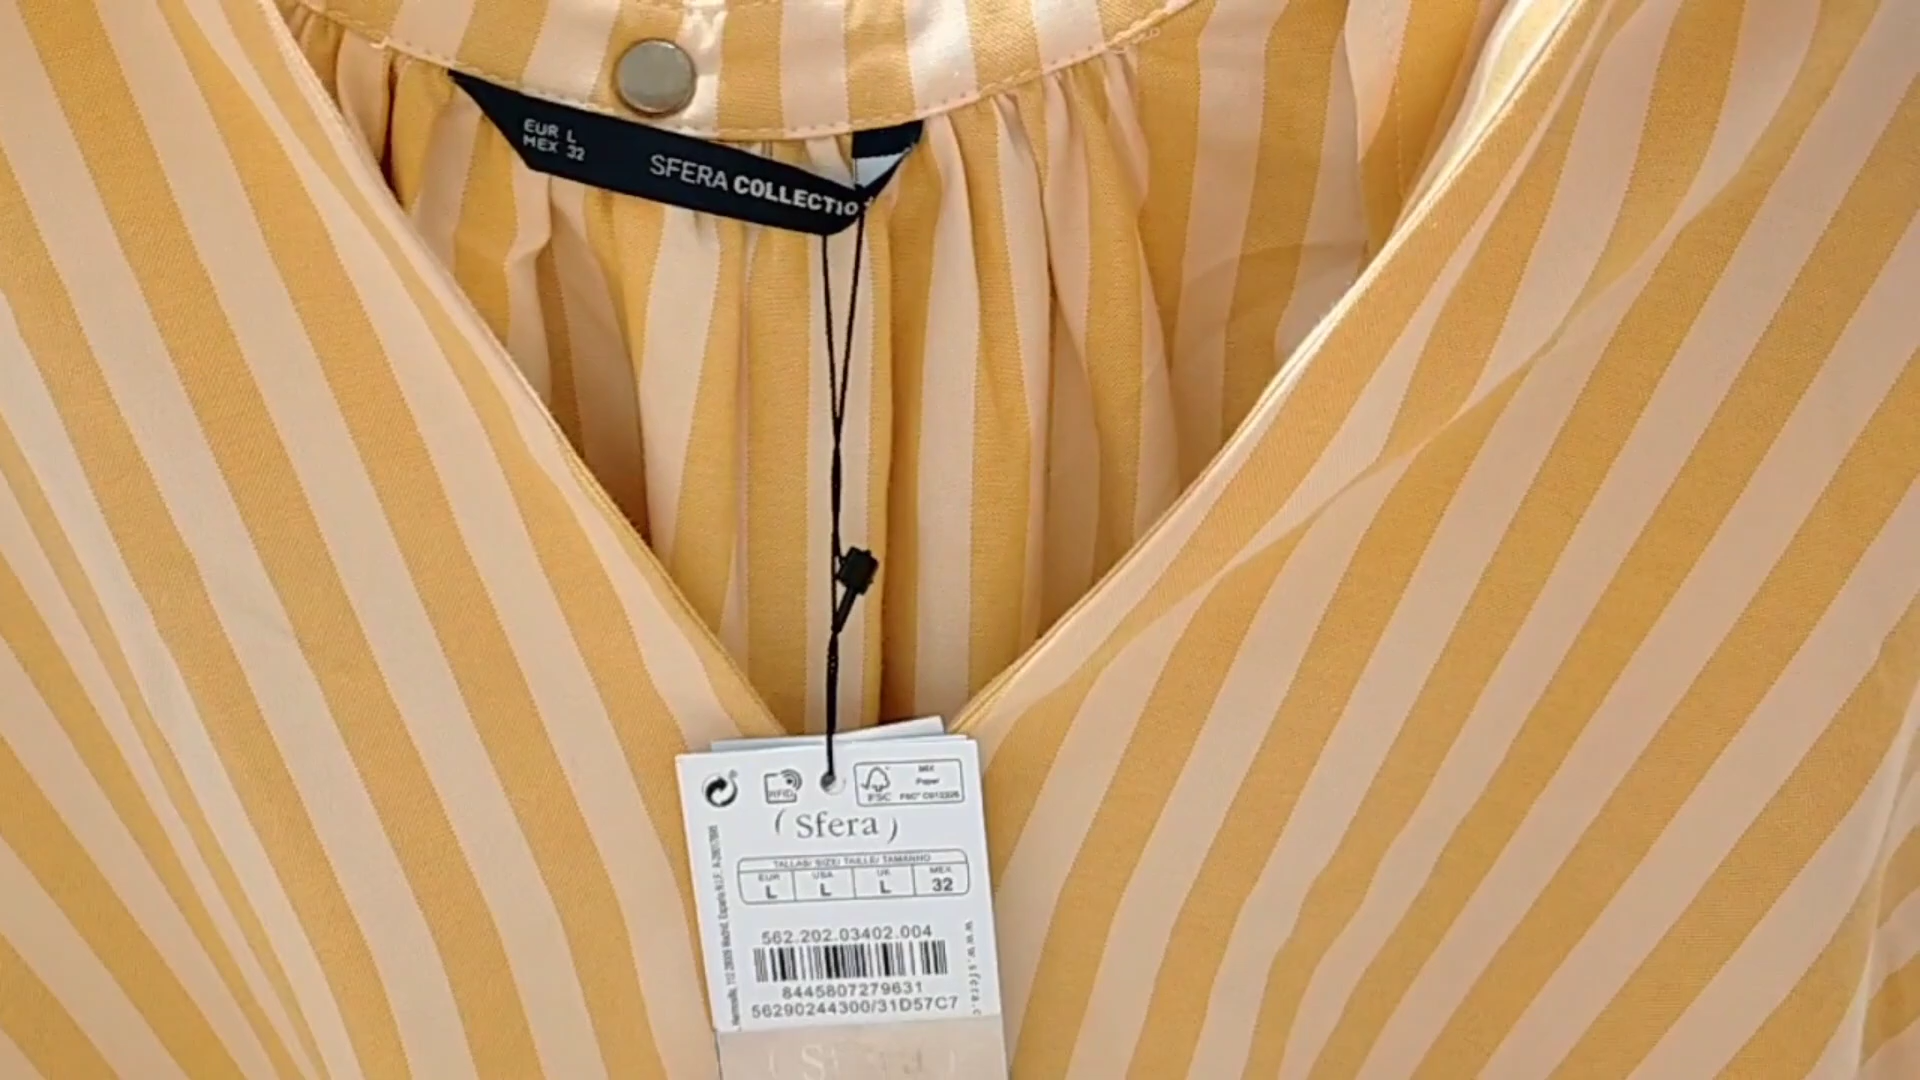 EUR L
MEX 32
SFERA COLLECTIO
RFID
FSC
MIX
Paper
( Sfera )
TALLAS/ SIZE/ TAILLE/ TAMANHO
EUR USA UK MEX
L L L 32
562.202.03402.004
8445807279631
56290244300/31D57C7
www.sfera.c